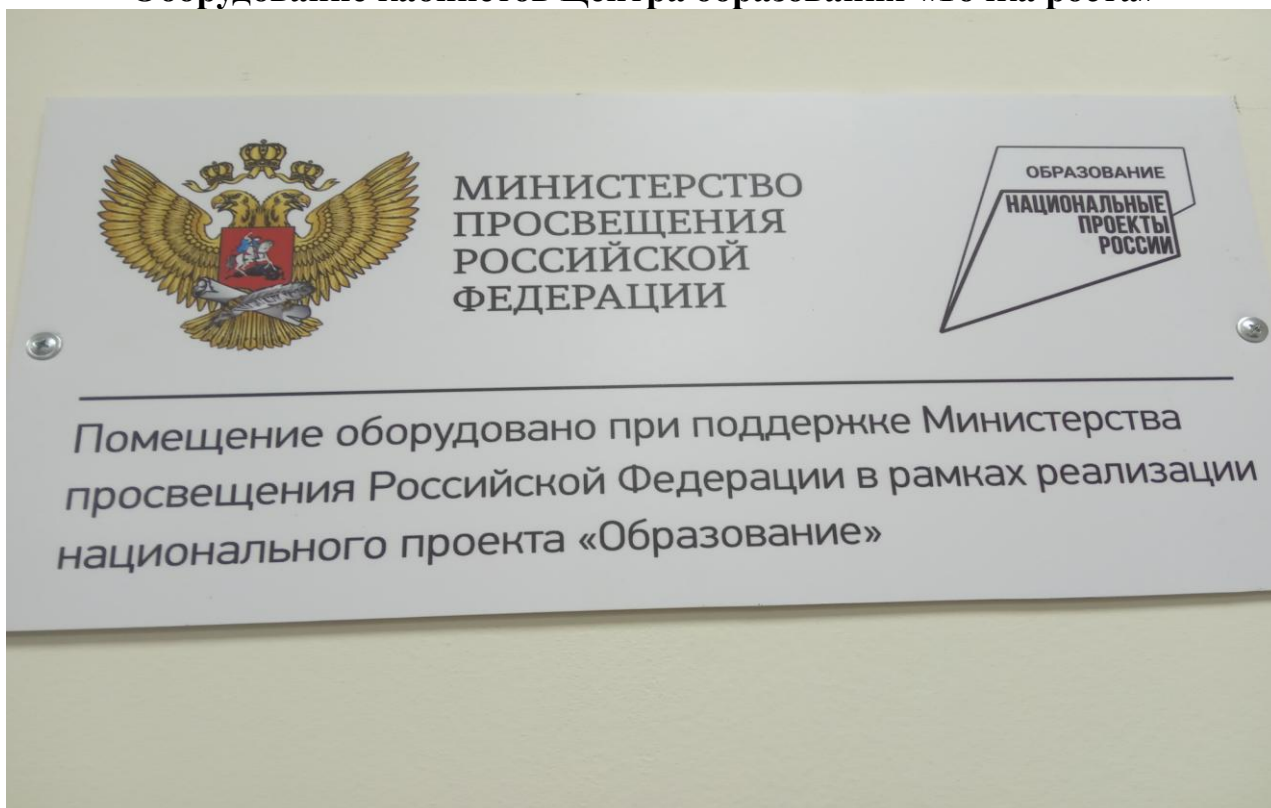 МИНИСТЕРСТВО
ПРОСВЕЩЕНИЯ
РОССИЙСКОЙ
ФЕДЕРАЦИИ
ОБРАЗОВАНИЕ
НАЦИОНАЛЬНЫЕ
ПРОЕКТЫ
РОССИИ
Помещение оборудовано при поддержке Министерства
просвещения Российской Федерации в рамках реализации
национального проекта «Образование»